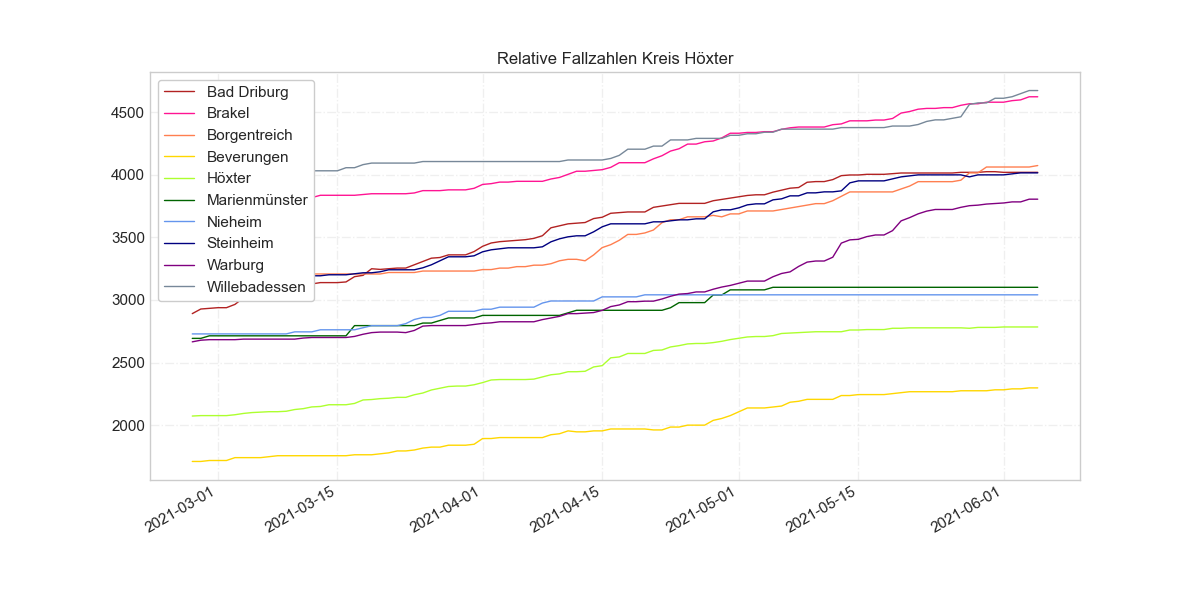 Relative Fallzahlen Kreis Höxter
Bad Driburg
Brakel
Borgentreich
Beverungen
Höxter
Marienmünster
Nieheim
Steinheim
Warburg
Willebadessen
4500
4000
3500
3000
2500
2000
2021-03-01
2021-03-15
2021-04-01
2021-04-15
2021-05-01
2021-05-15
2021-06-01